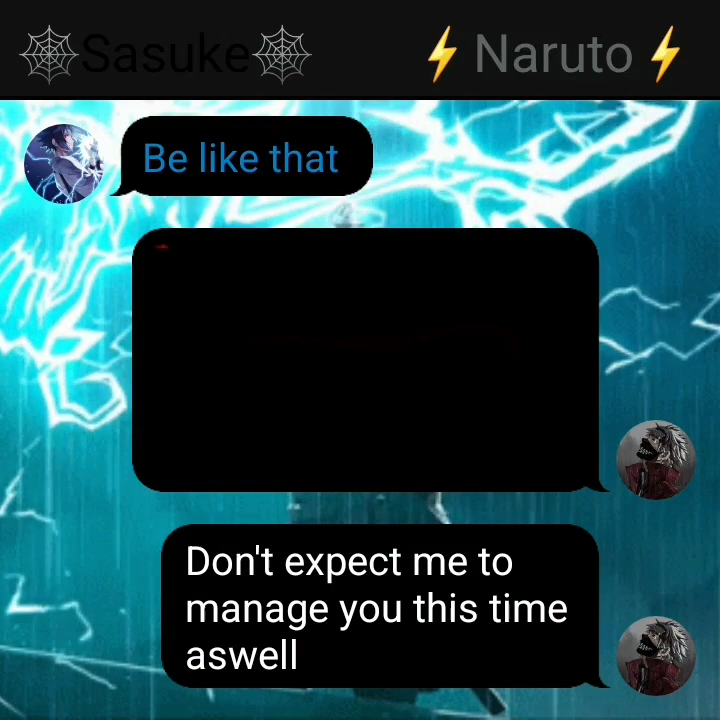 🕸Sasuke🕸 ⚡ Naruto ⚡
Be like that
Don't expect me to
manage you this time
aswell